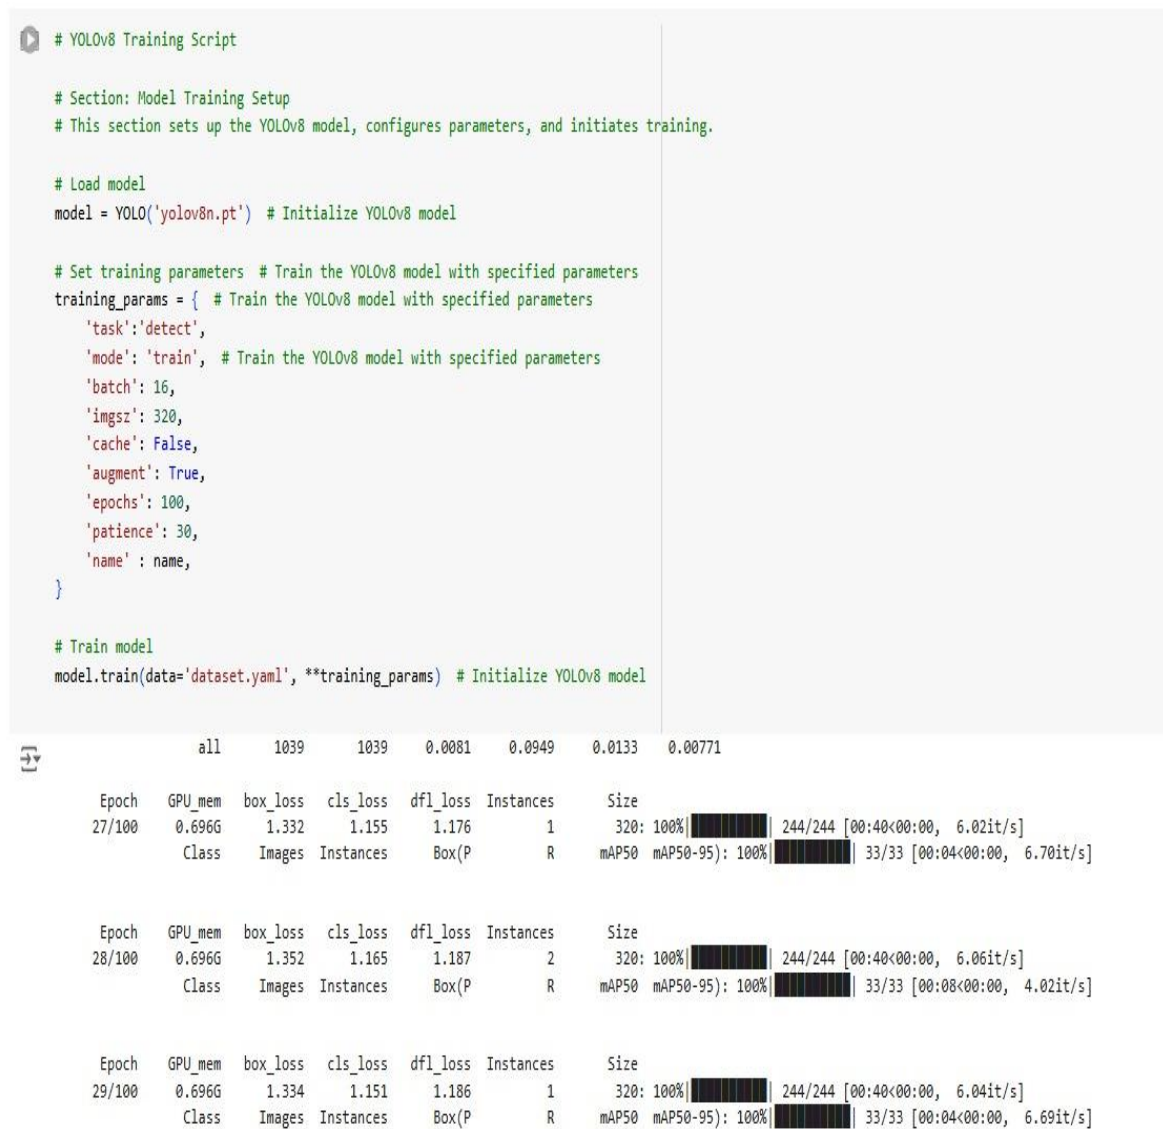 # YOLOv8 Training Script
# Section: Model Training Setup
# This section sets up the YOLOv8 model, configures parameters, and initiates training.
# Load model
model = YOLO('yolov8n.pt')  # Initialize YOLOv8 model
# Set training parameters  # Train the YOLOv8 model with specified parameters
training_params = {  # Train the YOLOv8 model with specified parameters
    'task':'detect',
    'mode': 'train',  # Train the YOLOv8 model with specified parameters
    'batch': 16,
    'imgsz': 320,
    'cache': False,
    'augment': True,
    'epochs': 100,
    'patience': 30,
    'name' : name,
}
# Train model
model.train(data='dataset.yaml', **training_params)  # Initialize YOLOv8 model
all 1039 1039 0.0081 0.0949 0.0133 0.00771
Epoch GPU_mem box_loss cls_loss dfl_loss Instances Size
27/100 0.696G 1.332 1.155 1.176 1 320: 100%|██████████| 244/244 [00:40<00:00, 6.02it/s]
Class Images Instances Box(P R mAP50 mAP50-95): 100%|██████████| 33/33 [00:04<00:00, 6.70it/s]
Epoch GPU_mem box_loss cls_loss dfl_loss Instances Size
28/100 0.696G 1.352 1.165 1.187 2 320: 100%|██████████| 244/244 [00:40<00:00, 6.06it/s]
Class Images Instances Box(P R mAP50 mAP50-95): 100%|██████████| 33/33 [00:08<00:00, 4.02it/s]
Epoch GPU_mem box_loss cls_loss dfl_loss Instances Size
29/100 0.696G 1.334 1.151 1.186 1 320: 100%|██████████| 244/244 [00:40<00:00, 6.04it/s]
Class Images Instances Box(P R mAP50 mAP50-95): 100%|██████████| 33/33 [00:04<00:00, 6.69it/s]